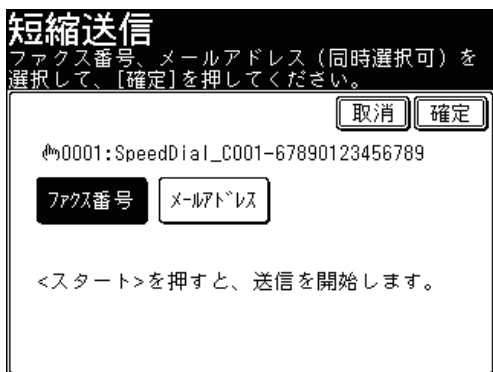 短縮送信
ファクス番号、メールアドレス（同時選択可）を
選択して、[確定]を押してください。
取消 確定
0001:SpeedDial_C001-67890123456789
ﾌｧｸｽ番号 ﾒｰﾙｱﾄﾞﾚｽ
<スタート>を押すと、送信を開始します。